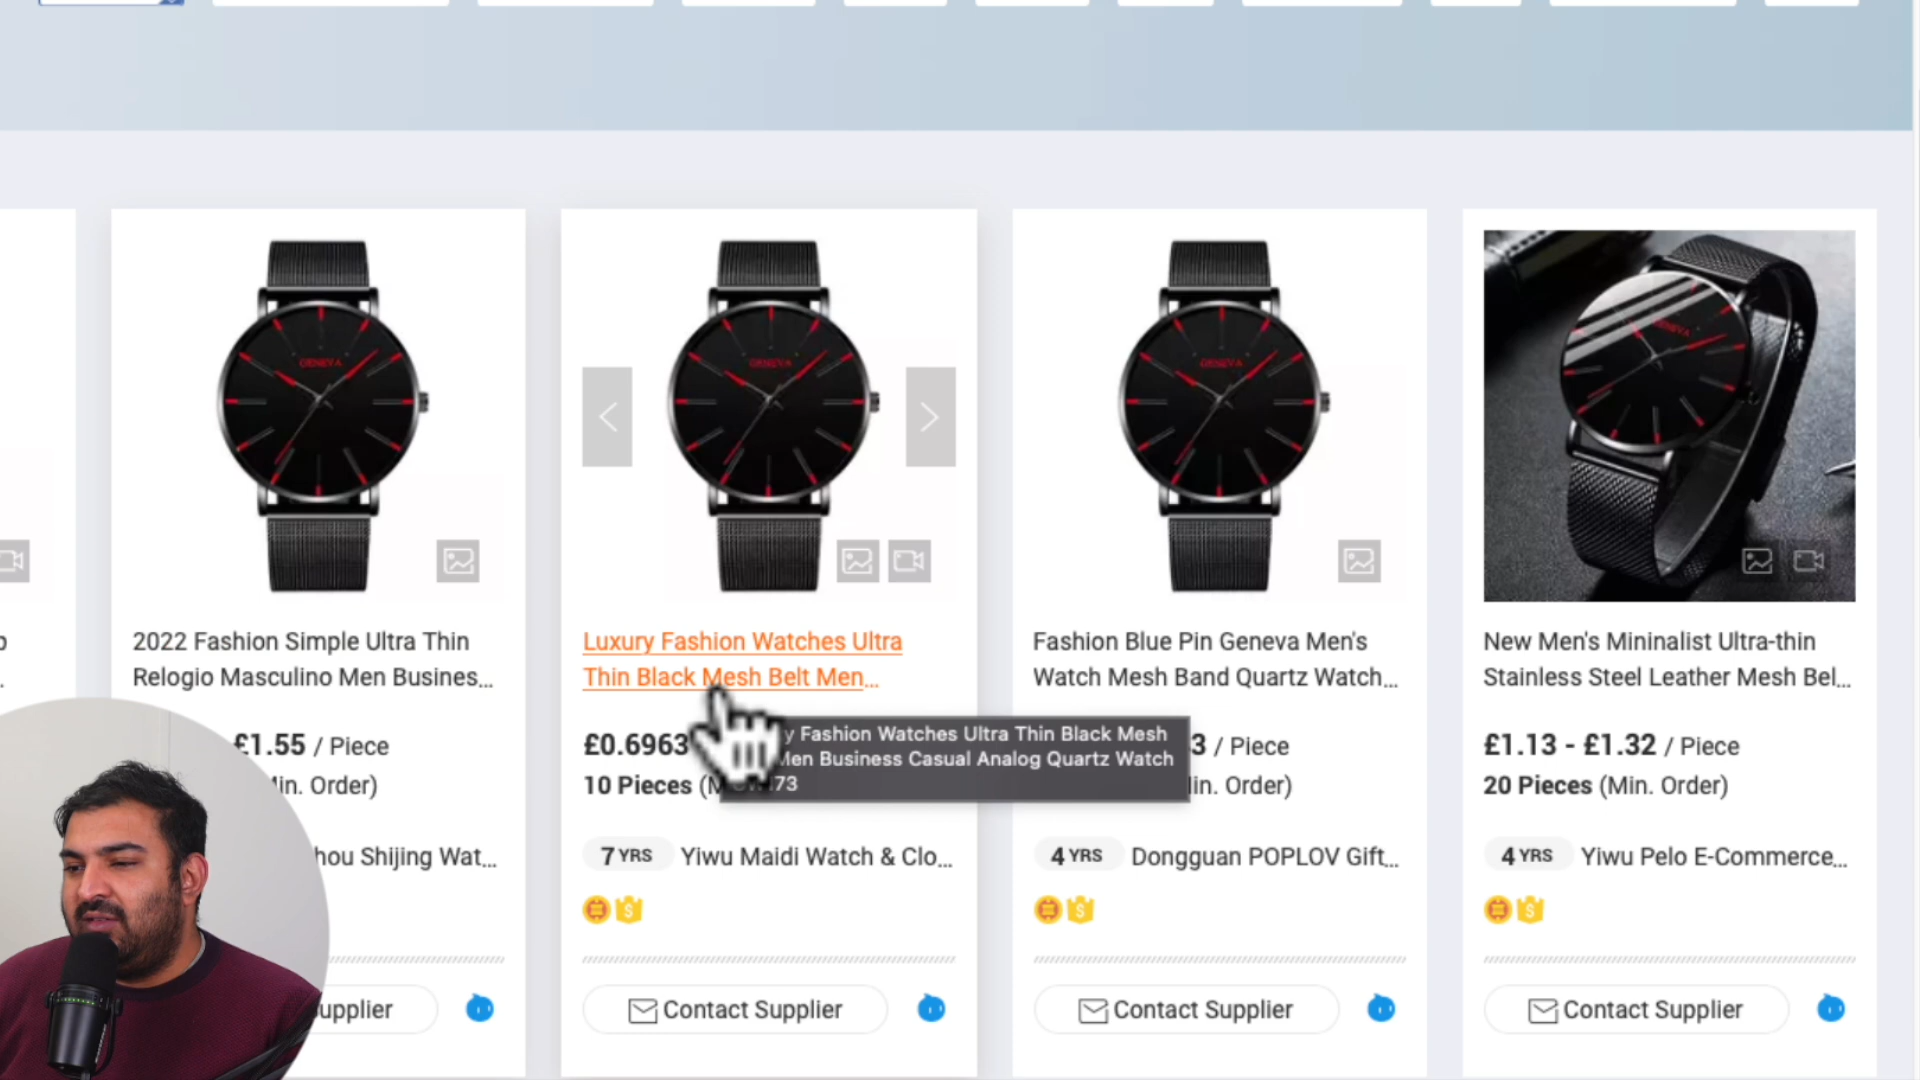 GENEVA
GENEVA
GENEVA
GENEVA
2022 Fashion Simple Ultra Thin
Relogio Masculino Men Busines...
£1.55 / Piece
in. Order)
hou Shijing Wat...
upplier
Luxury Fashion Watches Ultra
Thin Black Mesh Belt Men...
£0.6963
10 Pieces (M
y Fashion Watches Ultra Thin Black Mesh
Men Business Casual Analog Quartz Watch
73
7 YRS Yiwu Maidi Watch & Clo...
Contact Supplier
Fashion Blue Pin Geneva Men's
Watch Mesh Band Quartz Watch...
3 / Piece
in. Order)
4 YRS Dongguan POPLOV Gift...
Contact Supplier
New Men's Mininalist Ultra-thin
Stainless Steel Leather Mesh Bel...
£1.13 - £1.32 / Piece
20 Pieces (Min. Order)
4 YRS Yiwu Pelo E-Commerce...
Contact Supplier